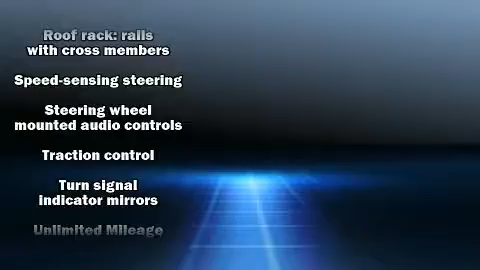 Roof rack: rails
with cross members
Speed-sensing steering
Steering wheel
mounted audio controls
Traction control
Turn signal
indicator mirrors
Unlimited Mileage